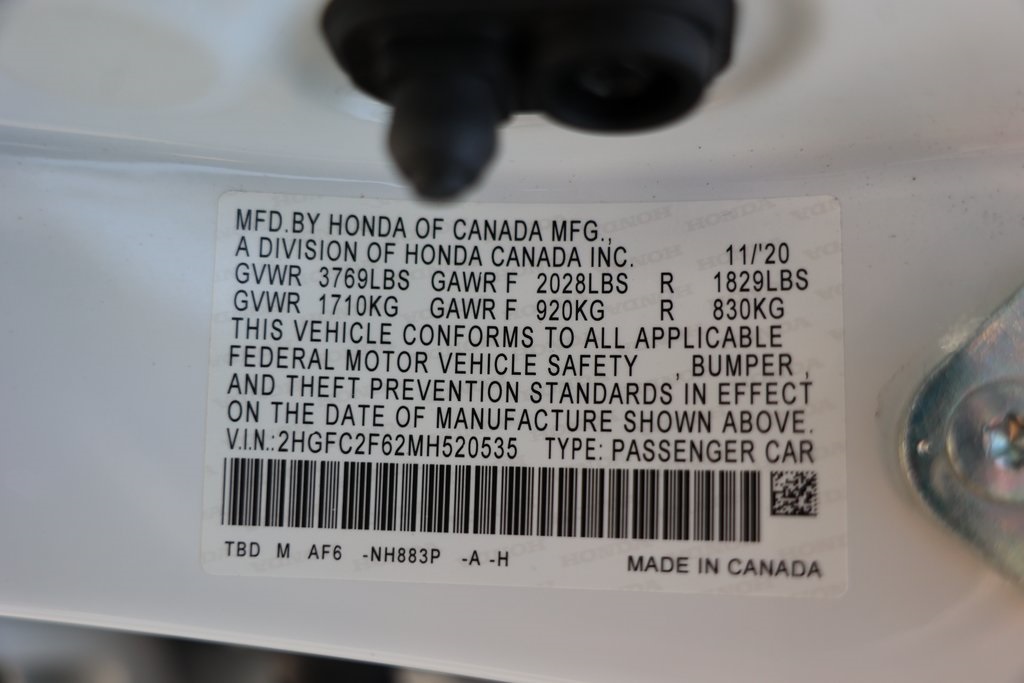 MFD.BY HONDA OF CANADA MFG.,
A DIVISION OF HONDA CANADA INC. 11/'20
GVWR 3769LBS GAWR F 2028LBS R 1829LBS
GVWR 1710KG GAWR F 920KG R 830KG
THIS VEHICLE CONFORMS TO ALL APPLICABLE
FEDERAL MOTOR VEHICLE SAFETY , BUMPER ,
AND THEFT PREVENTION STANDARDS IN EFFECT
ON THE DATE OF MANUFACTURE SHOWN ABOVE.
V.I.N.:2HGFC2F62MH520535 TYPE: PASSENGER CAR
TBD M AF6 -NH883P -A -H MADE IN CANADA